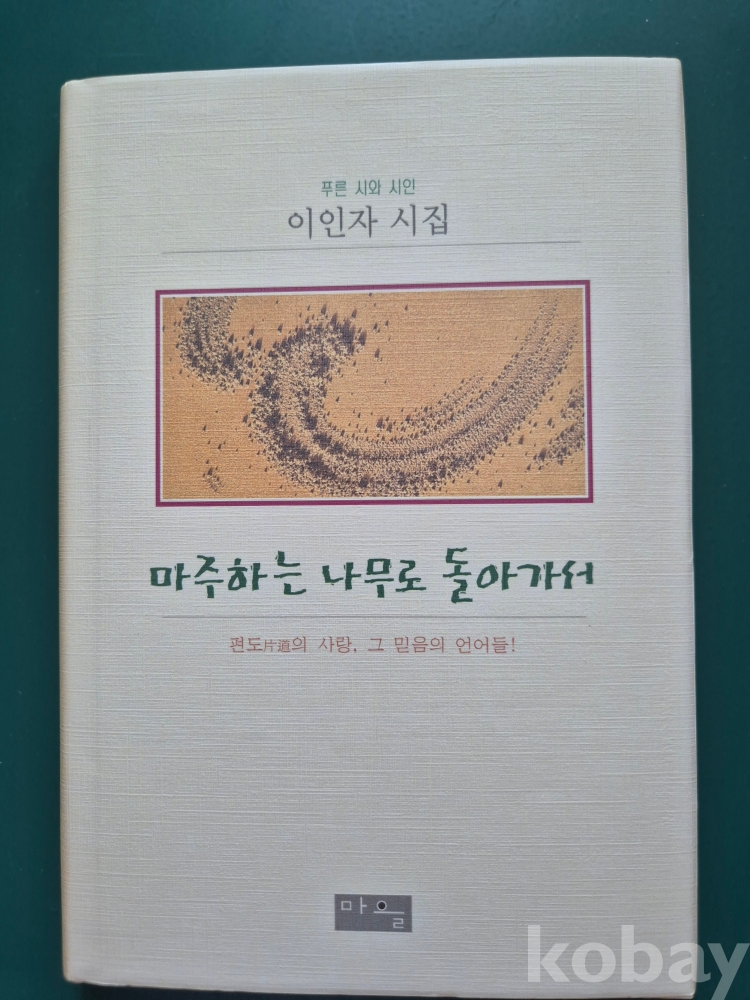 푸른 시와 시인
이인자 시집
마주하는 나무로 돌아가서
편도片道의 사랑, 그 믿음의 언어들!
마을
kobay